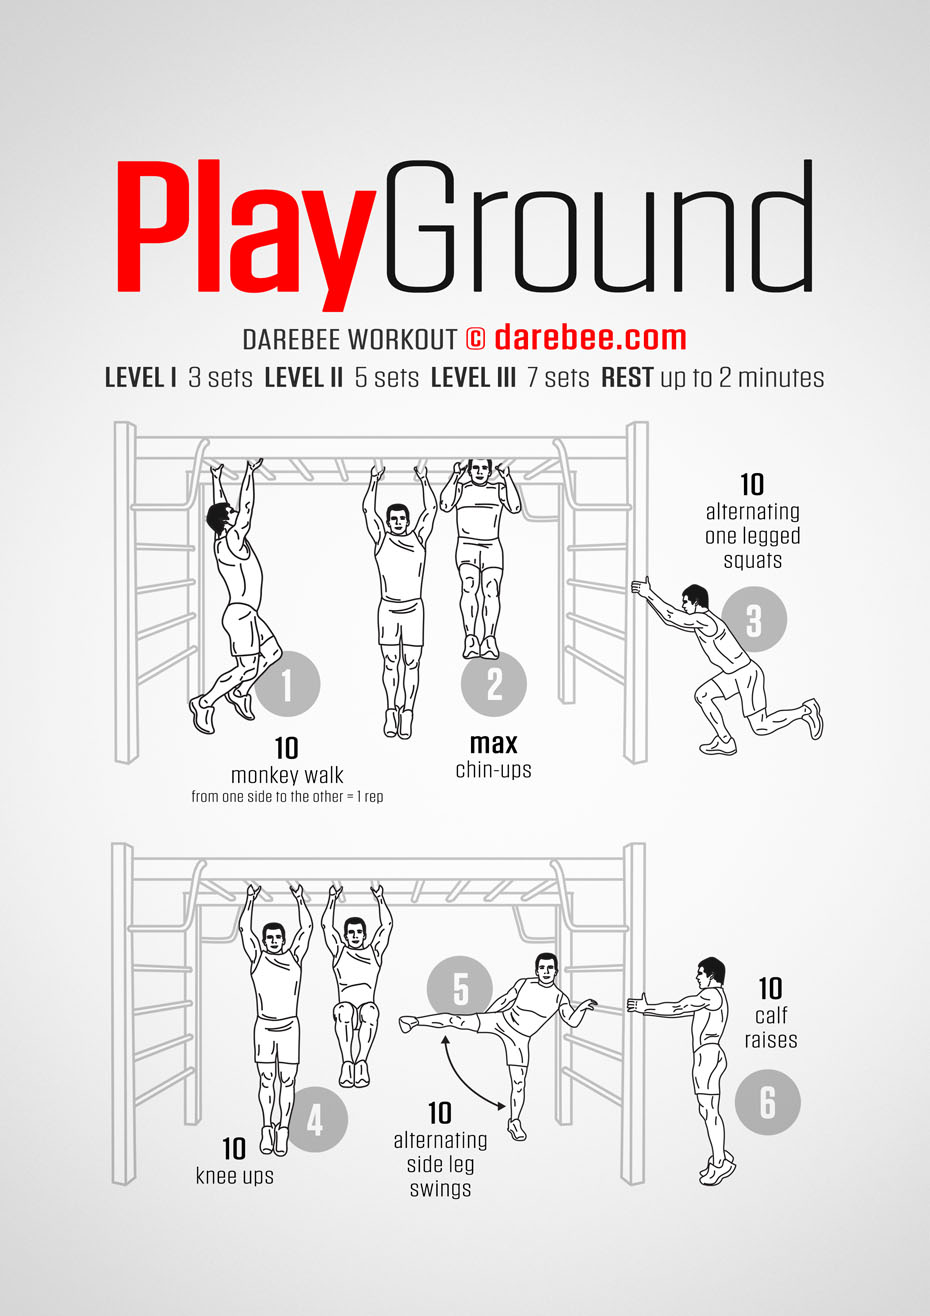 PlayGround
DAREBEE WORKOUT © darebee.com
LEVEL I 3 sets LEVEL II 5 sets LEVEL III 7 sets REST up to 2 minutes
1
10
monkey walk
from one side to the other = 1 rep
2
max
chin-ups
10
alternating
one legged
squats
3
4
10
knee ups
5
10
alternating
side leg
swings
10
calf
raises
6